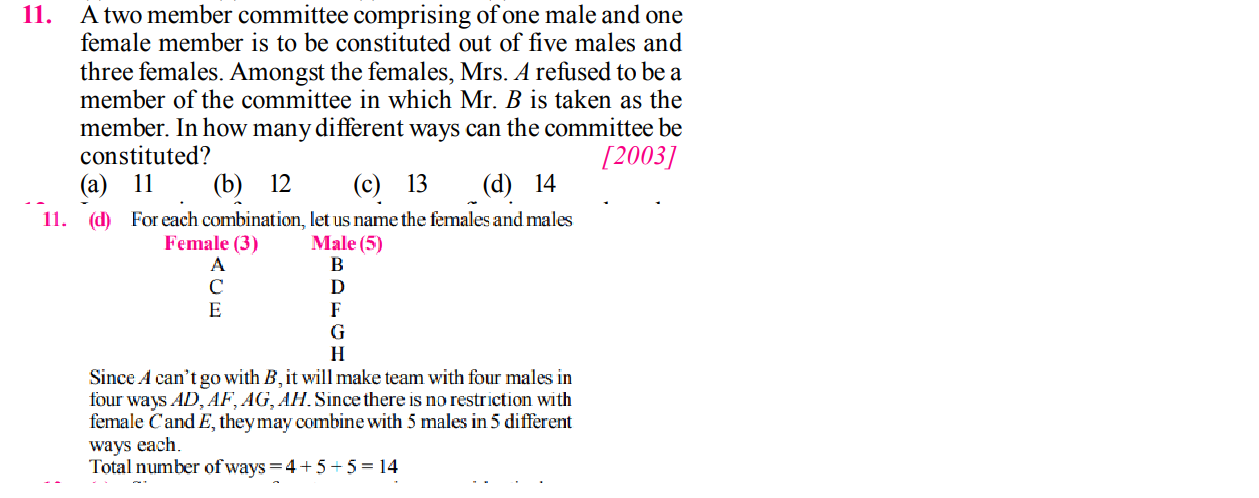 11. A two member committee comprising of one male and one
female member is to be constituted out of five males and
three females. Amongst the females, Mrs. A refused to be a
member of the committee in which Mr. B is taken as the
member. In how many different ways can the committee be
constituted? [2003]
(a) 11 (b) 12 (c) 13 (d) 14
11. (d) For each combination, let us name the females and males
Female (3) Male (5)
A B
C D
E F
G
H
Since A can't go with B, it will make team with four males in
four ways AD, AF, AG, AH. Since there is no restriction with
female C and E, they may combine with 5 males in 5 different
ways each.
Total number of ways = 4 + 5 + 5 = 14